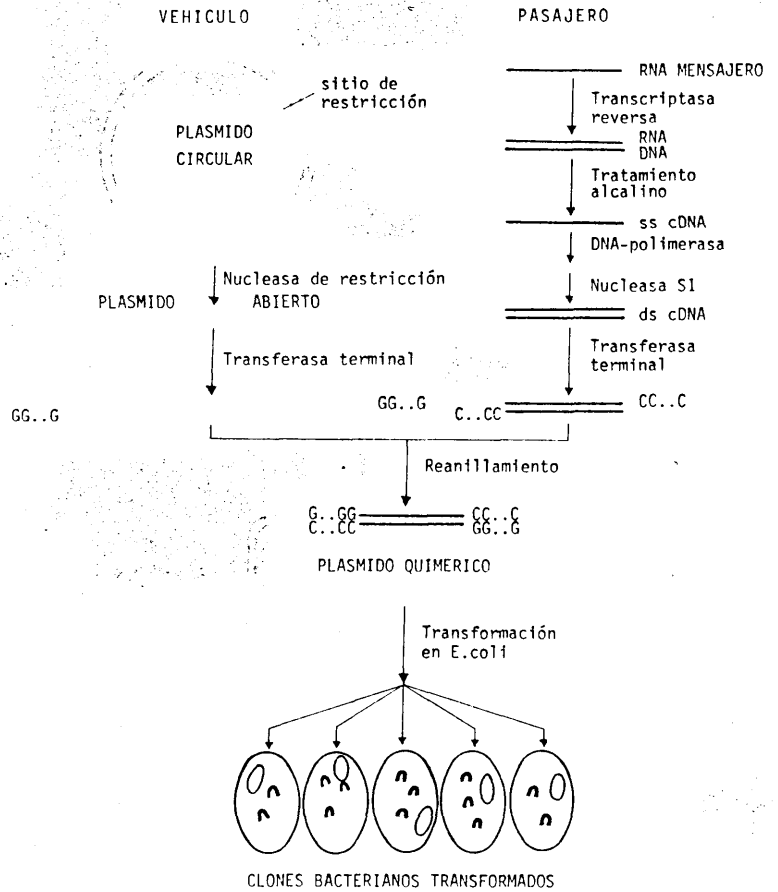 VEHICULO
PASAJERO
sitio de
restricción
PLASMIDO
CIRCULAR
RNA MENSAJERO
Transcriptasa
reversa
RNA
DNA
Tratamiento
alcalino
ss cDNA
DNA-polimerasa
Nucleasa S1
ds cDNA
Nucleasa de restricción
PLASMIDO ABIERTO
Transferasa terminal
Transferasa
terminal
GG..G
GG..G
C..CC
CC..C
Reanillamiento
G..GG CC..C
C..CC GG..G
PLASMIDO QUIMERICO
Transformación
en E.coli
CLONES BACTERIANOS TRANSFORMADOS